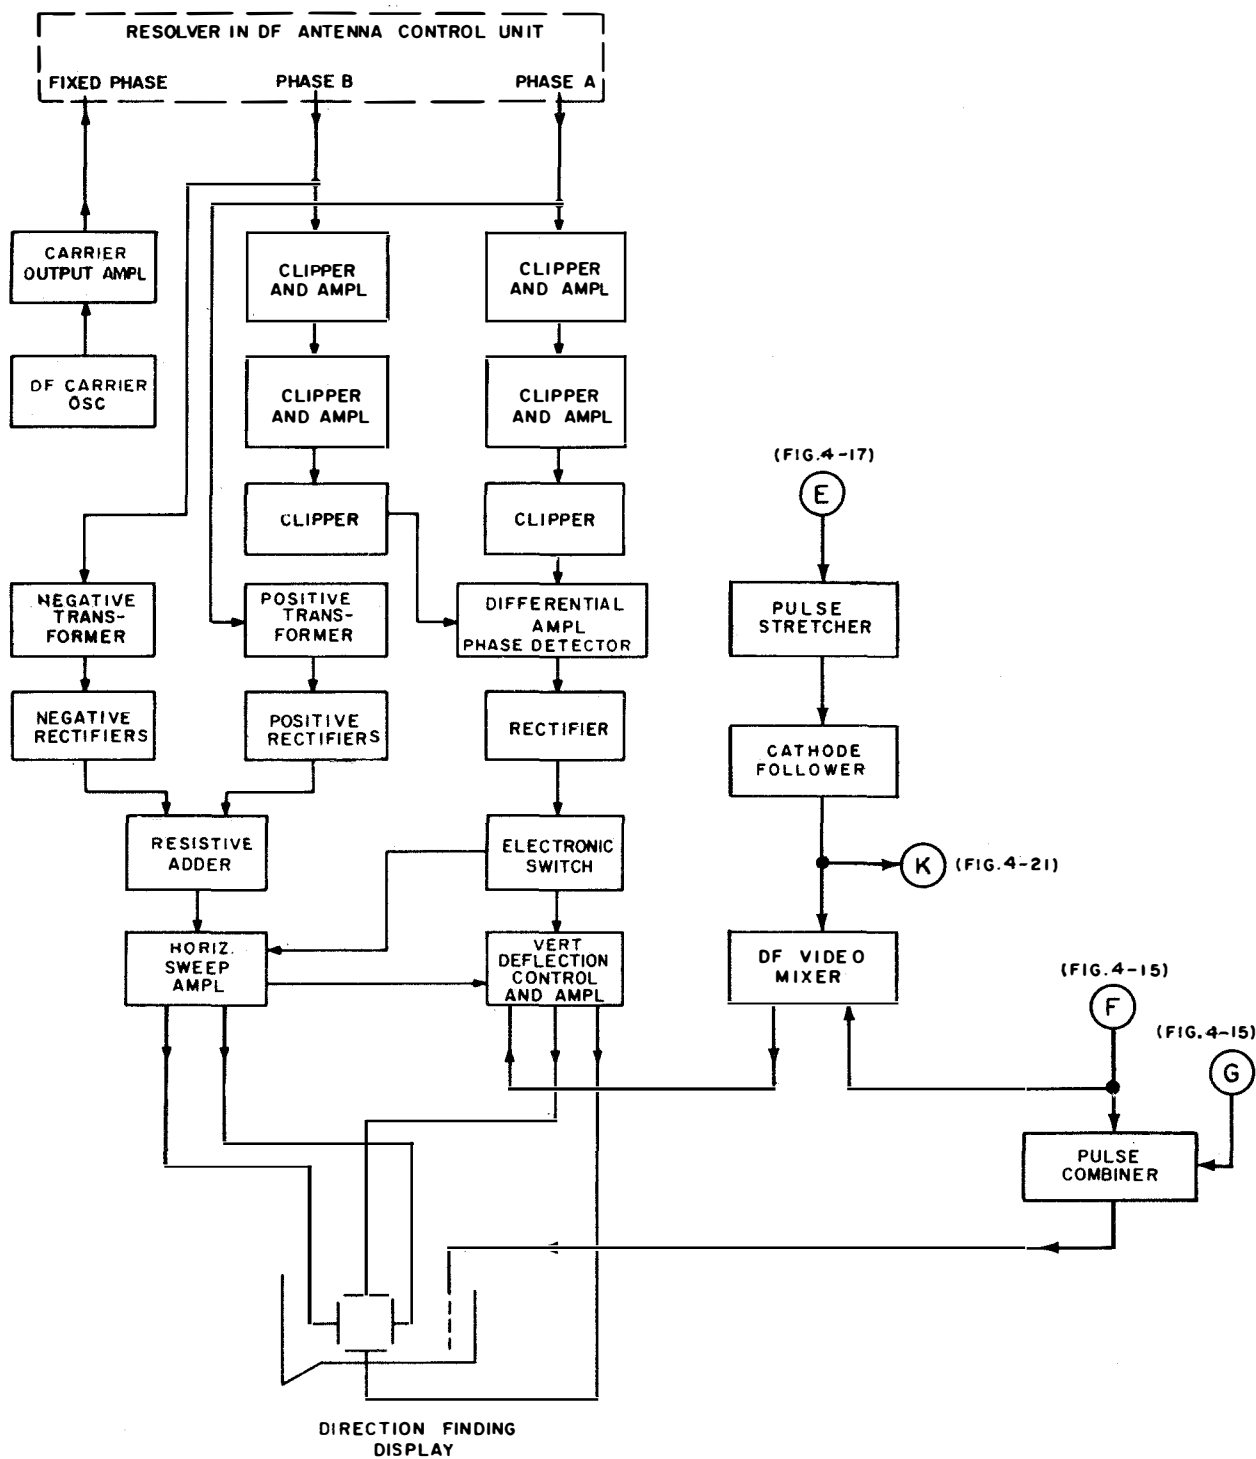 RESOLVER IN DF ANTENNA CONTROL UNIT
FIXED PHASE
PHASE B
PHASE A
CARRIER
OUTPUT AMPL
CLIPPER
AND AMPL
CLIPPER
AND AMPL
DF CARRIER
OSC
CLIPPER
AND AMPL
CLIPPER
AND AMPL
(FIG.4-17)
E
CLIPPER
CLIPPER
NEGATIVE
TRANS-
FORMER
POSITIVE
TRANS-
FORMER
DIFFERENTIAL
AMPL
PHASE DETECTOR
PULSE
STRETCHER
NEGATIVE
RECTIFIERS
POSITIVE
RECTIFIERS
RECTIFIER
CATHODE
FOLLOWER
RESISTIVE
ADDER
ELECTRONIC
SWITCH
K
(FIG.4-21)
HORIZ.
SWEEP
AMPL
VERT
DEFLECTION
CONTROL
AND AMPL
DF VIDEO
MIXER
(FIG.4-15)
F
(FIG.4-15)
G
PULSE
COMBINER
DIRECTION FINDING
DISPLAY